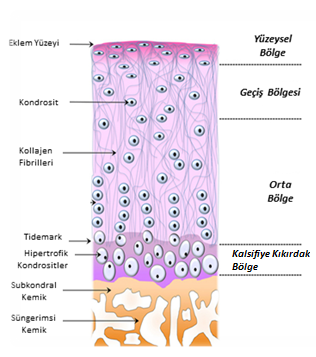 Eklem Yüzeyi
Kondrosit
Kollajen
Fibrilleri
Tidemark
Hipertrofik
Kondrositler
Subkondral
Kemik
Süngerimsi
Kemik
Yüzeysel
Bölge
Geçiş Bölgesi
Orta
Bölge
Kalsifiye Kıkırdak
Bölge